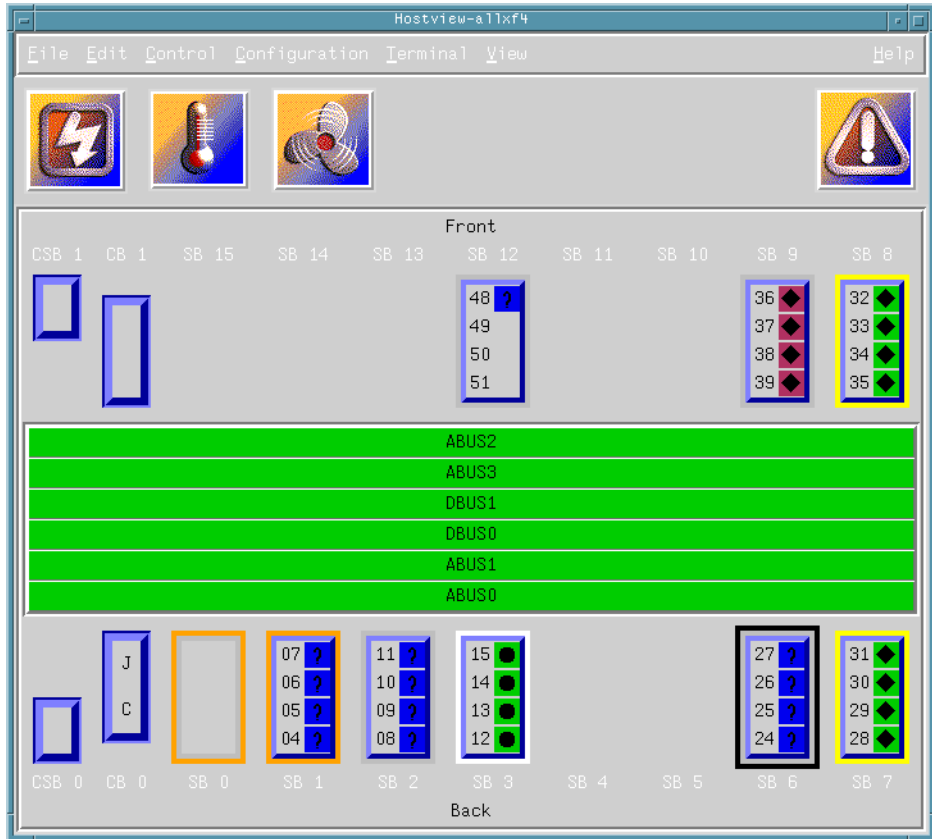 Hostview-allxf4
File Edit Control Configuration Terminal View Help
Front
CSB 1 CB 1 SB 15 SB 14 SB 13 SB 12 SB 11 SB 10 SB 9 SB 8
48 ? 36 32
49 37 33
50 38 34
51 39 35
ABUS2
ABUS3
DBUS1
DBUS0
ABUS1
ABUS0
J 07 ? 11 ? 15 27 ? 31
06 ? 10 ? 14 26 ? 30
C 05 ? 09 ? 13 25 ? 29
04 ? 08 ? 12 24 ? 28
CSB 0 CB 0 SB 0 SB 1 SB 2 SB 3 SB 4 SB 5 SB 6 SB 7
Back